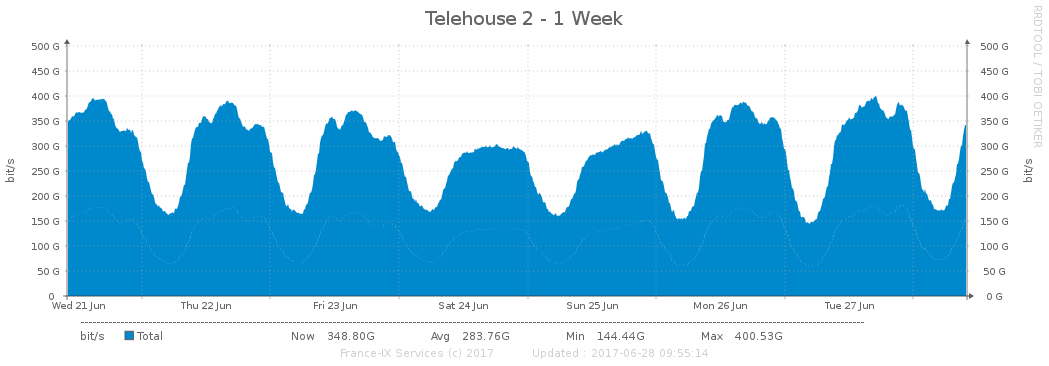 Telehouse 2 - 1 Week
RRDTOOL / TOBI OETIKER
bit/s
bit/s
500 G 500 G
450 G 450 G
400 G 400 G
350 G 350 G
300 G 300 G
250 G 250 G
200 G 200 G
150 G 150 G
100 G 100 G
50 G 50 G
0 0 G
Wed 21 Jun Thu 22 Jun Fri 23 Jun Sat 24 Jun Sun 25 Jun Mon 26 Jun Tue 27 Jun
bit/s Total Now 348.80G Avg 283.76G Min 144.44G Max 400.53G
France-IX Services (c) 2017 Updated : 2017-06-28 09:55:14